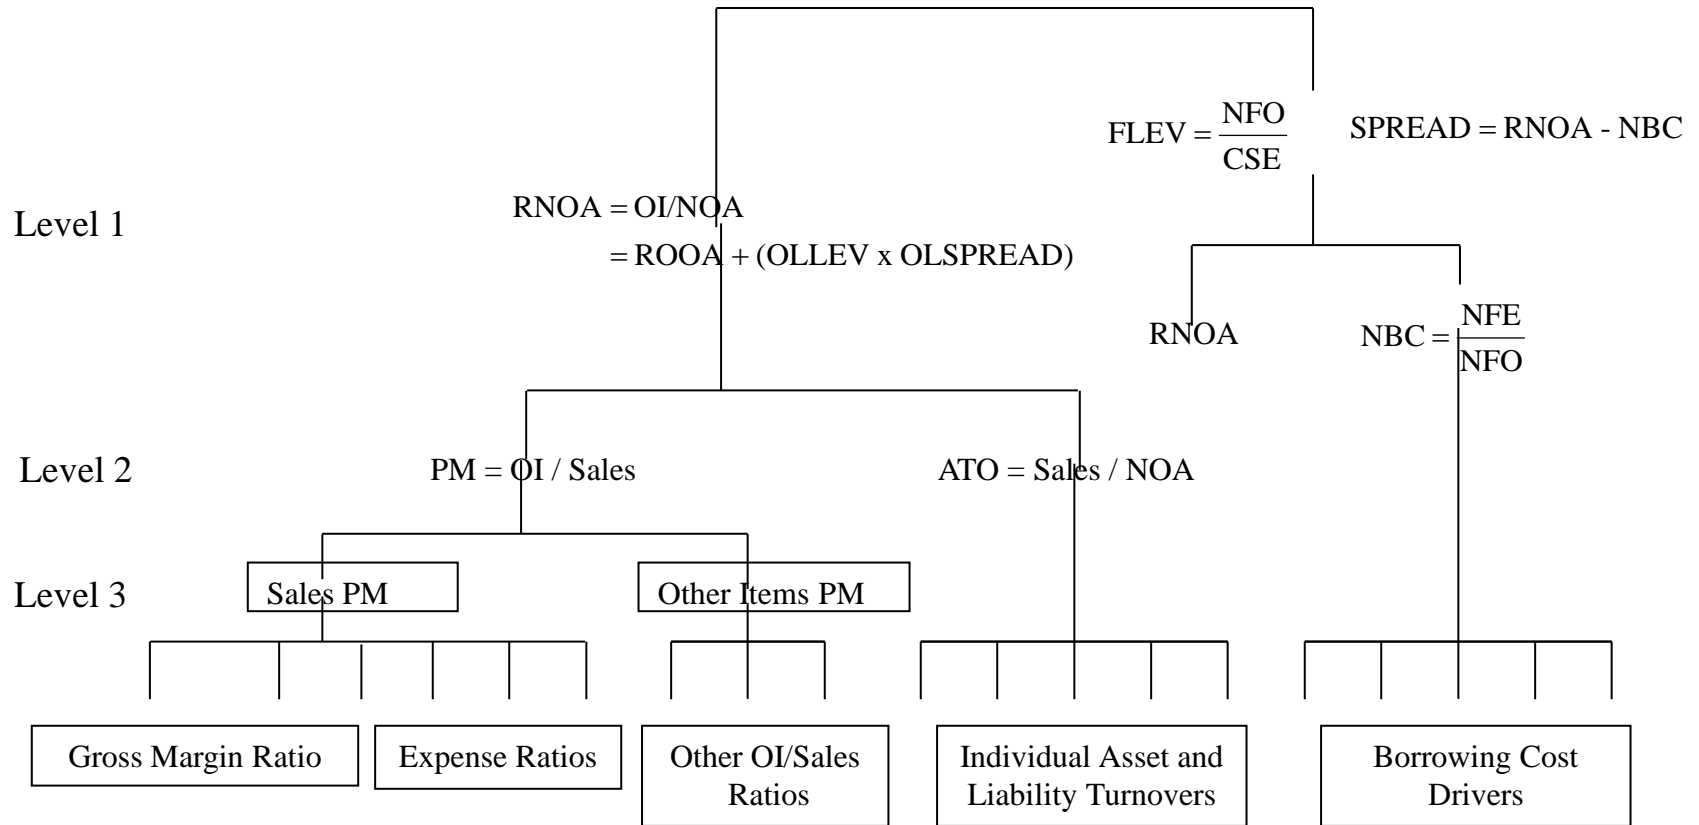 FLEV = NFO / CSE
SPREAD = RNOA - NBC
Level 1
RNOA = OI/NOA
= ROOA + (OLLEV x OLSPREAD)
RNOA
NBC = NFE / NFO
Level 2
PM = OI / Sales
ATO = Sales / NOA
Level 3
Sales PM
Other Items PM
Gross Margin Ratio
Expense Ratios
Other OI/Sales
Ratios
Individual Asset and
Liability Turnovers
Borrowing Cost
Drivers